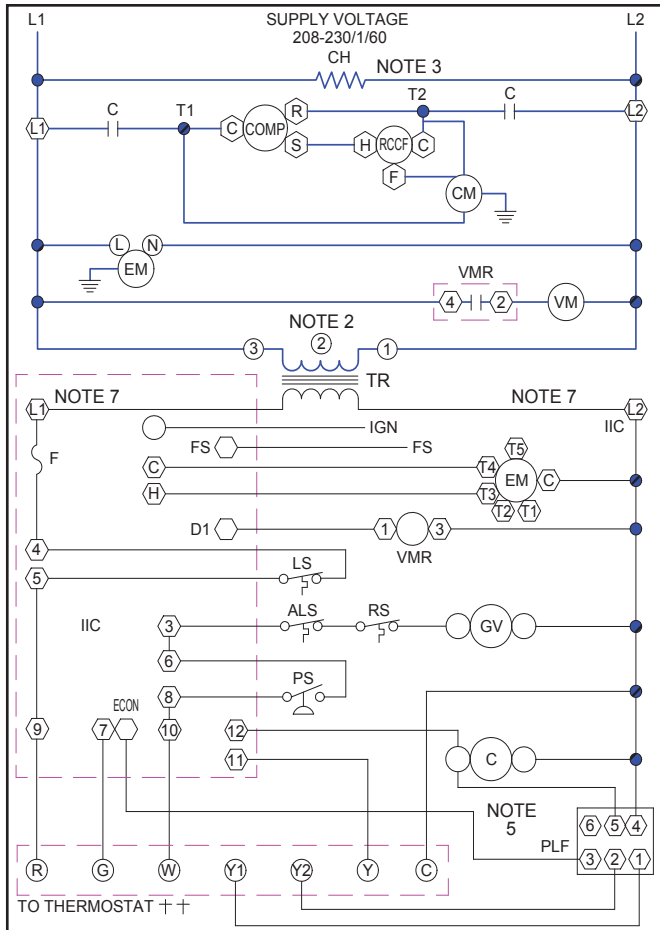 L1 SUPPLY VOLTAGE L2
208-230/1/60
CH
NOTE 3
C T1 T2 C
L1 C COMP R L2
S H RCCF C
F CM
L N
EM
VMR
4 2 VM
NOTE 2
3 2 1
TR
L1 NOTE 7 NOTE 7 L2
IGN IIC
F FS FS
C T4 T5 EM C
H T3 T2 T1
D1 1 3
VMR
4
5 LS
IIC 3 ALS RS GV
6
8 PS
ECON
9 7 10 12
11 C
NOTE
5
6 5 4
PLF
3 2 1
R G W Y1 Y2 Y C
TO THERMOSTAT ++